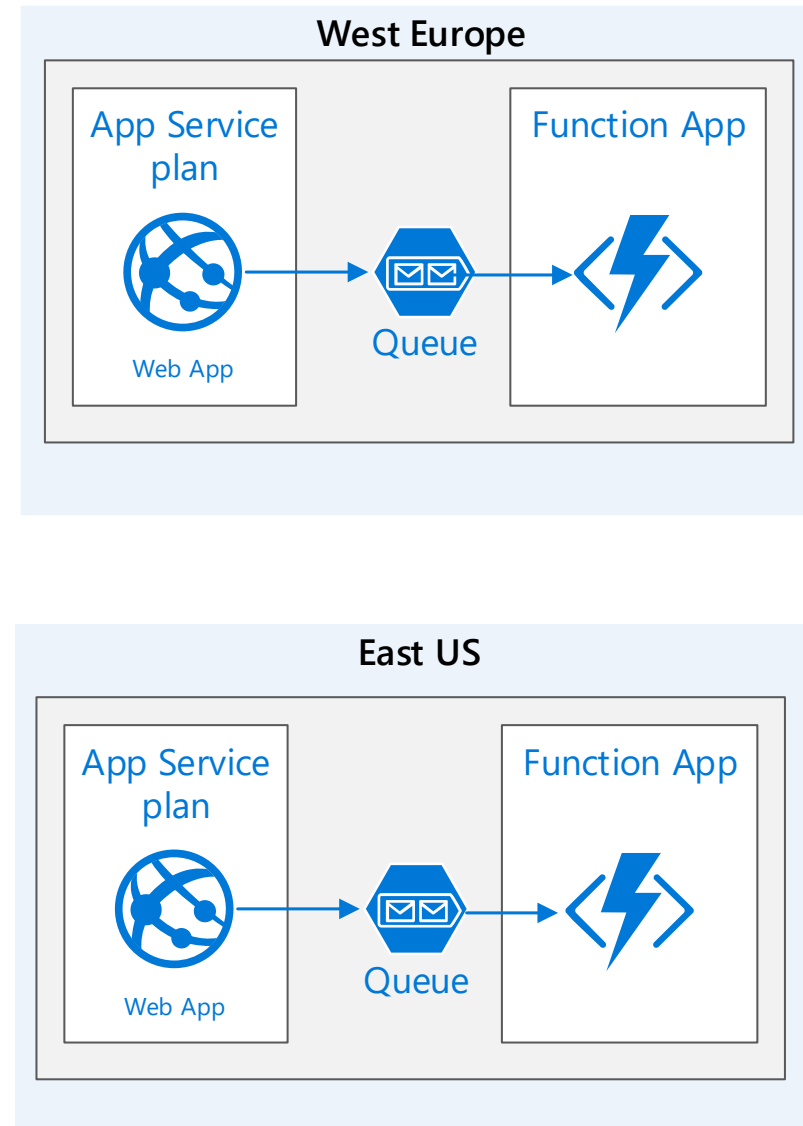 West Europe
App Service
plan
Function App
Queue
Web App
East US
App Service
plan
Function App
Queue
Web App